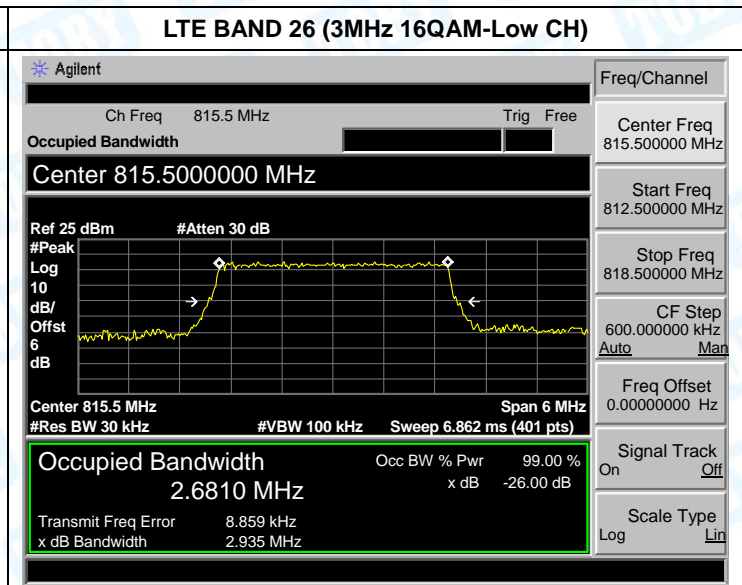 LTE BAND 26 (3MHz 16QAM-Low CH)
Agilent
Ch Freq 815.5 MHz Trig Free
Occupied Bandwidth
Center 815.5000000 MHz
Ref 25 dBm #Atten 30 dB
#Peak
Log
10
dB/
Offst
6
dB
Center 815.5 MHz Span 6 MHz
#Res BW 30 kHz #VBW 100 kHz Sweep 6.862 ms (401 pts)
Occupied Bandwidth Occ BW % Pwr 99.00 %
2.6810 MHz x dB -26.00 dB
Transmit Freq Error 8.859 kHz
x dB Bandwidth 2.935 MHz
Freq/Channel
Center Freq
815.500000 MHz
Start Freq
812.500000 MHz
Stop Freq
818.500000 MHz
CF Step
600.000000 kHz
Auto Man
Freq Offset
0.00000000 Hz
Signal Track
On Off
Scale Type
Log Lin